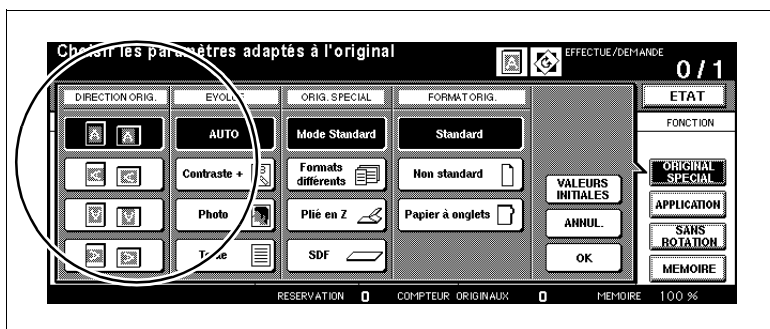 Choisir les paramètres adaptés à l'original
EFFECTUE/DEMANDE
0/1
DIRECTION ORIG.
ORIG. SPECIAL
FORMAT ORIG.
ETAT
AUTO
Mode Standard
Standard
FONCTION
Contraste +
Formats différents
Non standard
VALEURS INITIALES
ORIGINAL SPECIAL
Photo
Plié en Z
Papier à onglets
ANNUL.
APPLICATION
SANS ROTATION
SDF
OK
MEMOIRE
RESERVATION 0 COMPTEUR ORIGINAUX 0 MEMOIRE 100 %